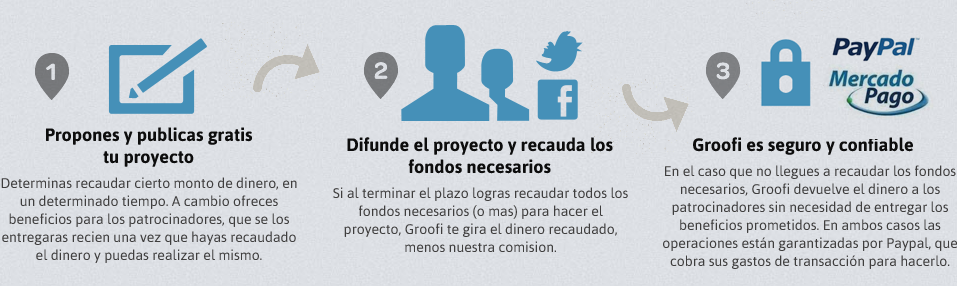 1
Propones y publicas gratis
tu proyecto
Determinas recaudar cierto monto de dinero, en
un determinado tiempo. A cambio ofreces
beneficios para los patrocinadores, que se los
entregaras recien una vez que hayas recaudado
el dinero y puedas realizar el mismo.
2
f
Difunde el proyecto y recauda los
fondos necesarios
Si al terminar el plazo logras recaudar todos los
fondos necesarios (o mas) para hacer el
proyecto, Groofi te gira el dinero recaudado,
menos nuestra comision.
3
PayPal™
Mercado
Pago
Groofi es seguro y confiable
En el caso que no llegues a recaudar los fondos
necesarios, Groofi devuelve el dinero a los
patrocinadores sin necesidad de entregar los
beneficios prometidos. En ambos casos las
operaciones están garantizadas por Paypal, que
cobra sus gastos de transacción para hacerlo.